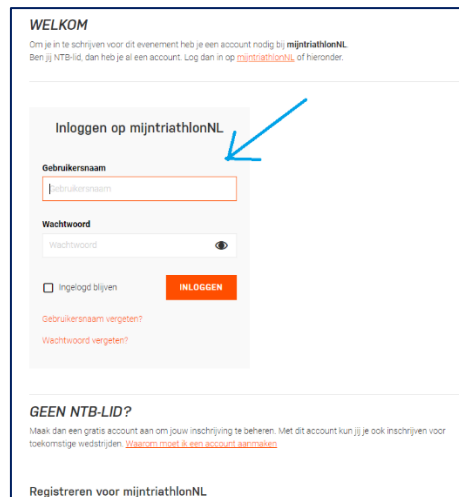 WELKOM
Om je in te schrijven voor dit evenement heb je een account nodig bij mijntriathlonNL
Ben jij NTB-lid, dan heb je al een account. Log dan in op mijntriathlonNL of hieronder.
Inloggen op mijntriathlonNL
Gebruikersnaam
Gebruikersnaam
Wachtwoord
Wachtwoord
Ingelogd blijven INLOGGEN
Gebruikersnaam vergeten?
Wachtwoord vergeten?
GEEN NTB-LID?
Maak dan een gratis account aan om jouw inschrijving te beheren. Met dit account kun jij je ook inschrijven voor
toekomstige wedstrijden. Waarom moet ik een account aanmaken
Registreren voor mijntriathlonNL